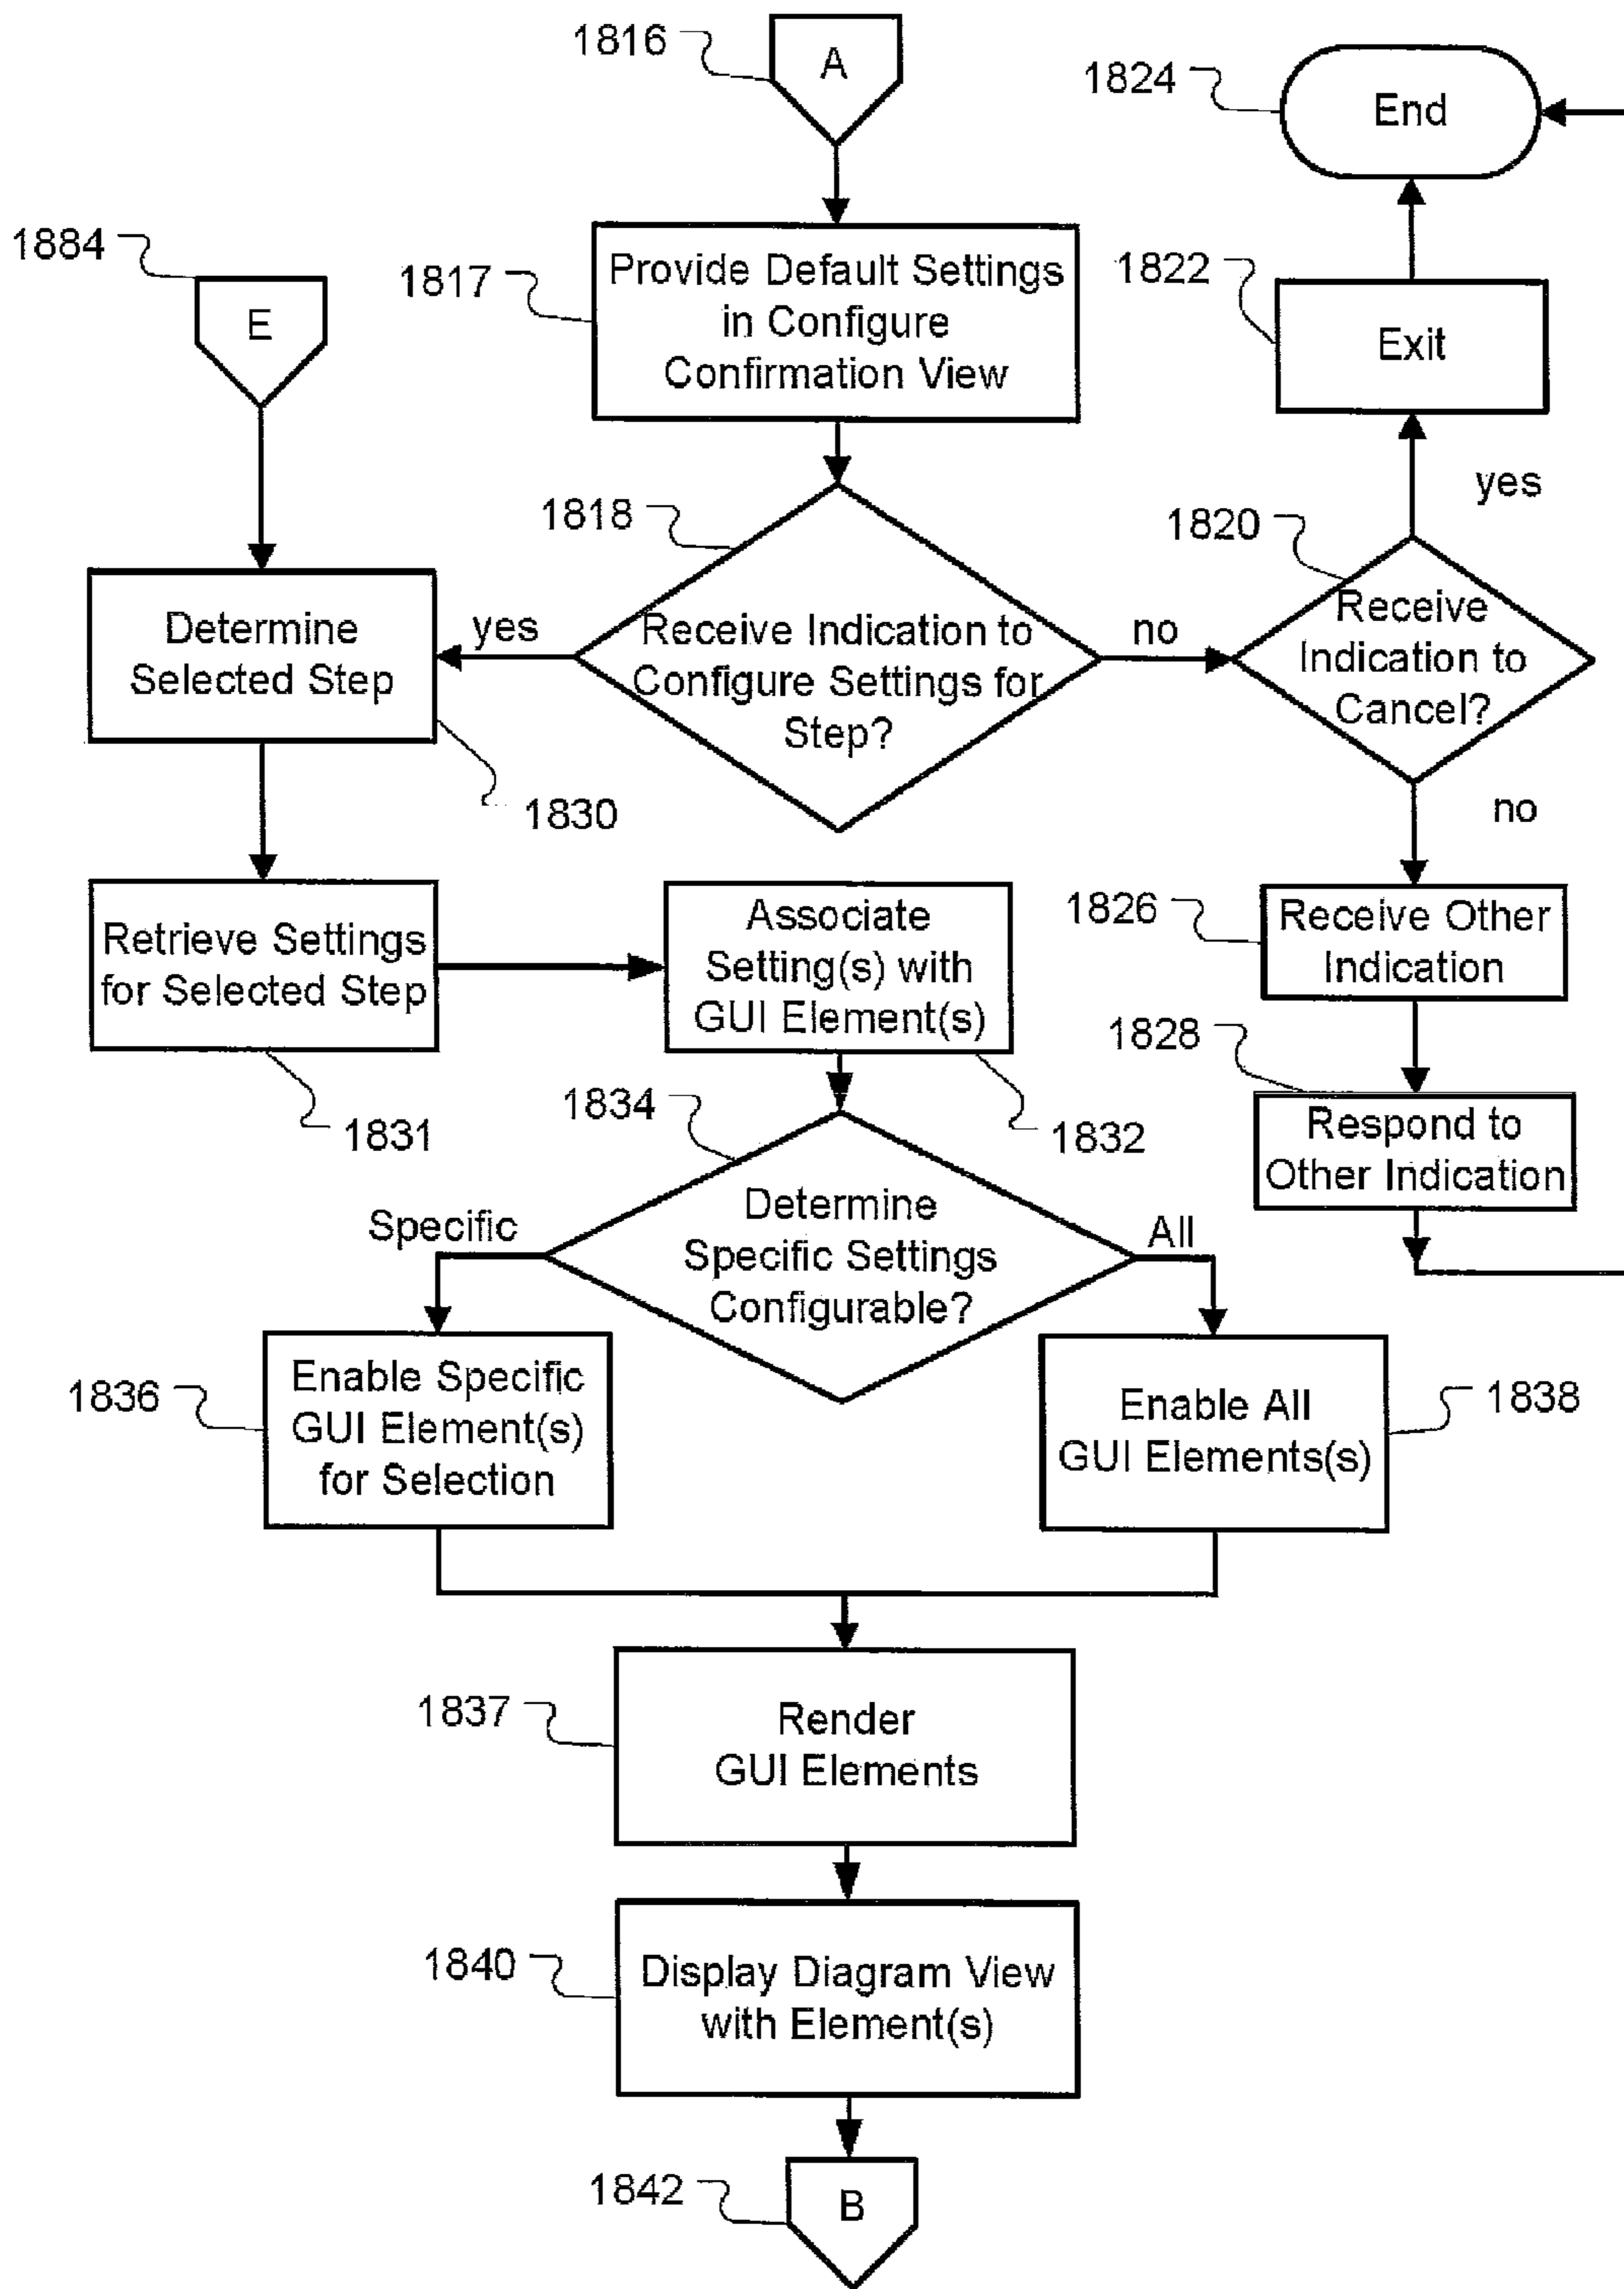 1816
A
1824
End
1884
E
1817
Provide Default Settings
in Configure
Confirmation View
1822
Exit
yes
1818
1820
Determine
Selected Step
yes
Receive Indication to
Configure Settings for
Step?
no
Receive
Indication to
Cancel?
1830
no
Retrieve Settings
for Selected Step
Associate
Setting(s) with
GUI Element(s)
1826
Receive Other
Indication
1831
1834
1832
1828
Respond to
Other Indication
Specific
Determine
Specific Settings
Configurable?
All
1836
Enable Specific
GUI Element(s)
for Selection
Enable All
GUI Elements(s)
1838
1837
Render
GUI Elements
1840
Display Diagram View
with Element(s)
1842
B